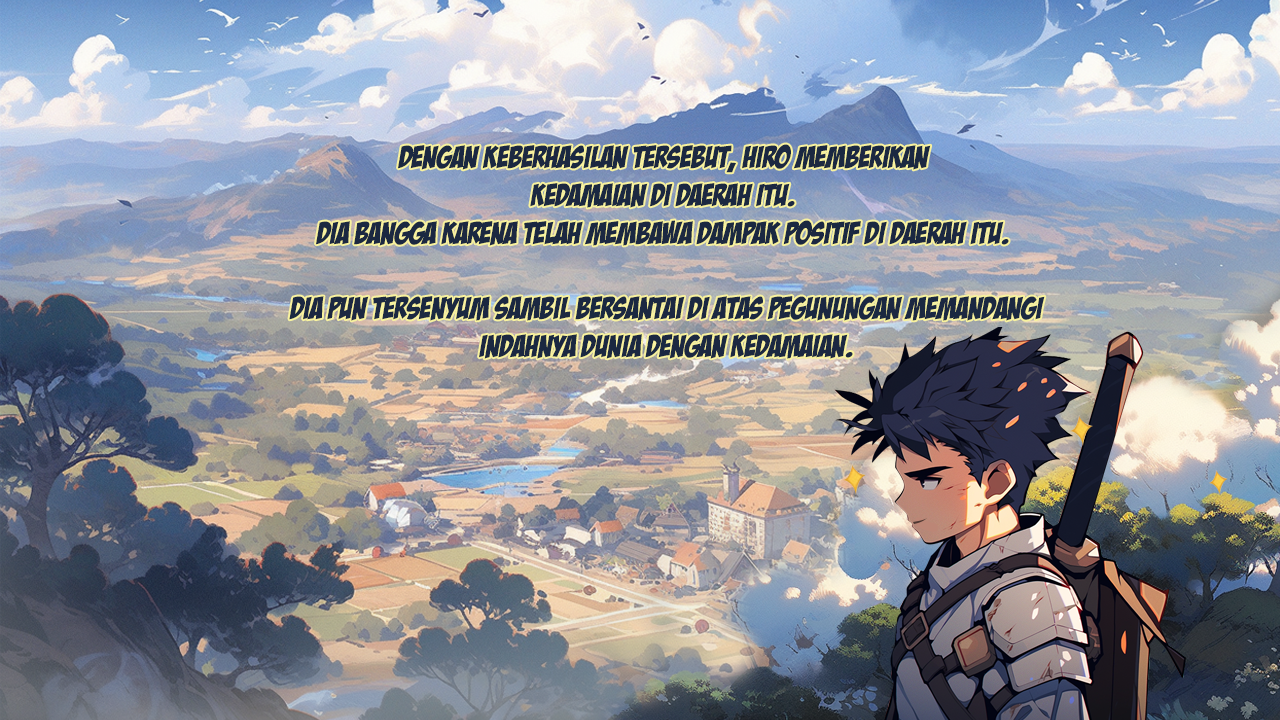 DENGAN KEBERHASILAN TERSEBUT, HIRO MEMBERIKAN
KEDAMAIAN DI DAERAH ITU.
DIA BANGGA KARENA TELAH MEMBAWA DAMPAK POSITIF DI DAERAH ITU.
DIA PUN TERSENYUM SAMBIL BERSANTAI DI ATAS PEGUNUNGAN MEMANDANGI
INDAHNYA DUNIA DENGAN KEDAMAIAN.